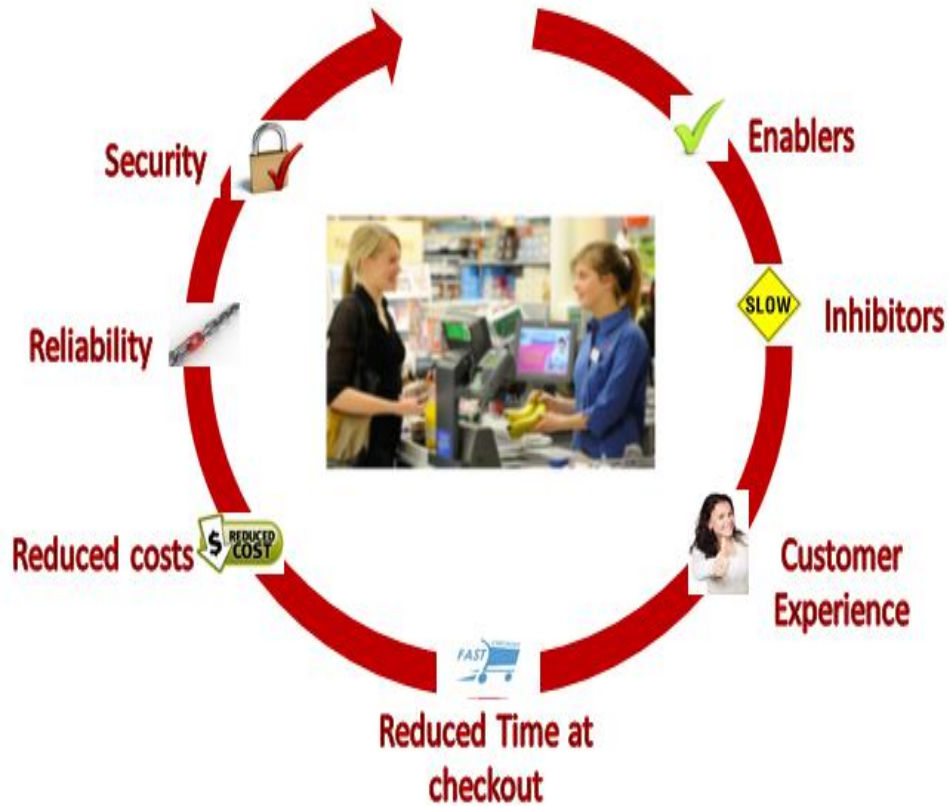 Enablers
SLOW
Inhibitors
Customer
Experience
FAST
Reduced Time at
checkout
Reduced costs
$ REDUCED
COST
Reliability
Security